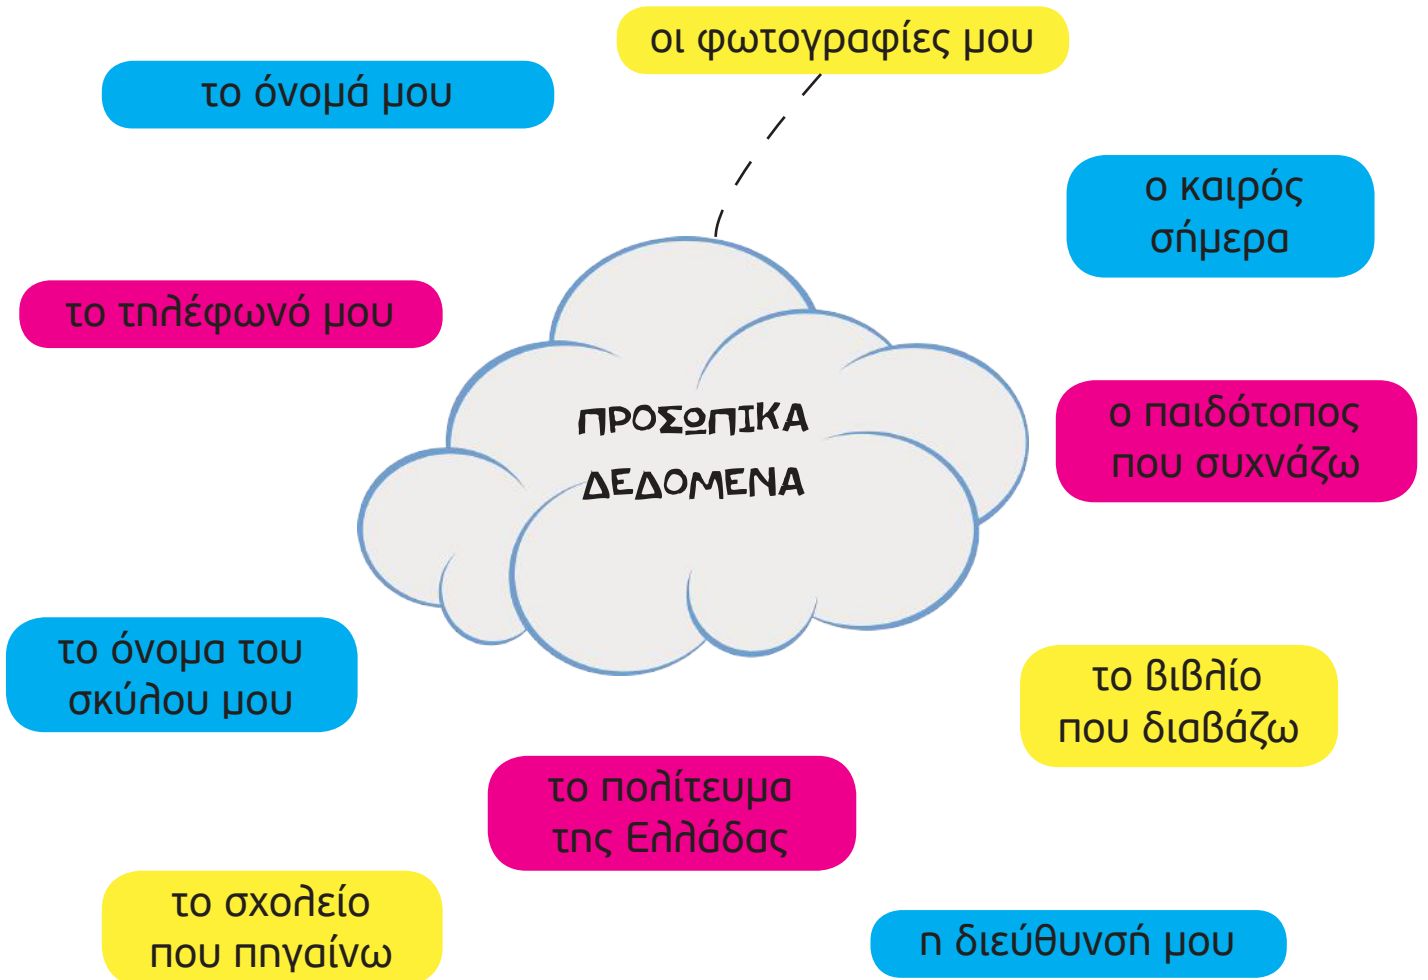 οι φωτογραφίες μου
το όνομά μου
ο καιρός
σήμερα
το τηλέφωνό μου
ΠΡΟΣΩΠΙΚΑ
ΔΕΔΟΜΕΝΑ
ο παιδότοπος
που συχνάζω
το όνομα του
σκύλου μου
το βιβλίο
που διαβάζω
το πολίτευμα
της Ελλάδας
το σχολείο
που πηγαίνω
η διεύθυνσή μου